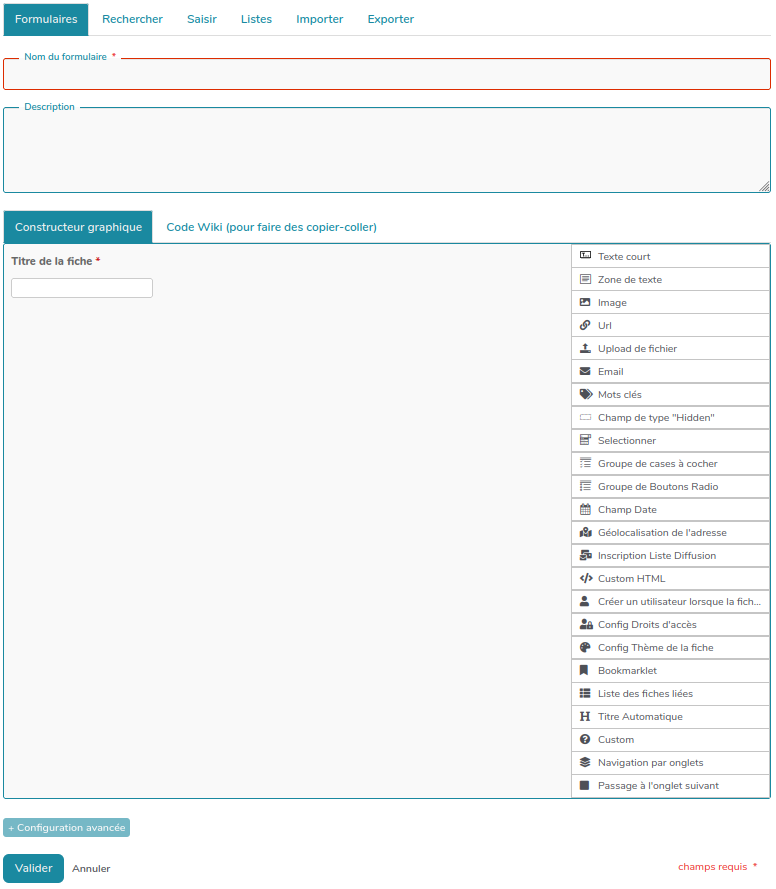 Formulaires Rechercher Saisir Listes Importer Exporter
Nom du formulaire *
Description
Constructeur graphique Code Wiki (pour faire des copier-coller)
Titre de la fiche *
Texte court
Zone de texte
Image
Url
Upload de fichier
Email
Mots clés
Champ de type "Hidden"
Selectionner
Groupe de cases à cocher
Groupe de Boutons Radio
Champ Date
Géolocalisation de l'adresse
Inscription Liste Diffusion
Custom HTML
Créer un utilisateur lorsque la fich...
Config Droits d'accès
Config Thème de la fiche
Bookmarklet
Liste des fiches liées
Titre Automatique
Custom
Navigation par onglets
Passage à l'onglet suivant
+ Configuration avancée
Valider Annuler champs requis *